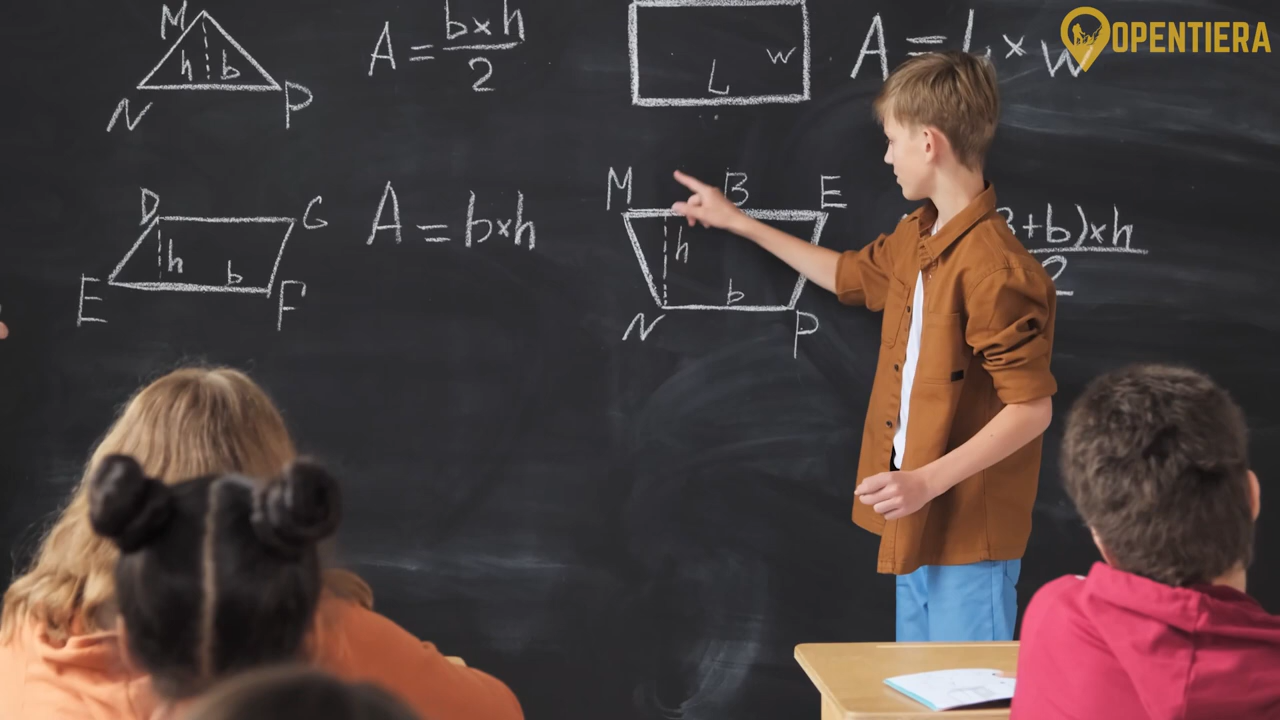 M
h b
N P
A = b×h
2
L w
A = L × w
OPENTIERA
D G
h
b
E F
A = b×h
M B E
h
b
N P
+b)×h
2